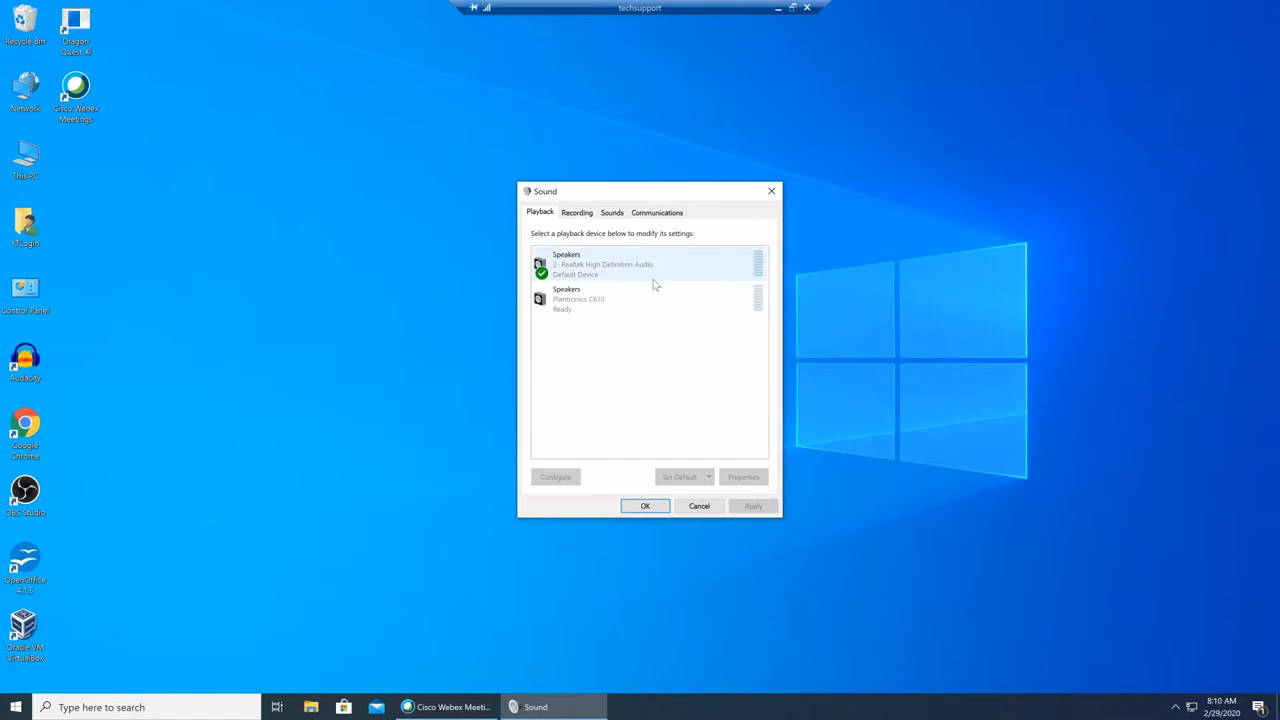 techsupport
Recycle Bin
Dragon
Quest XI
Network
Cisco Webex
Meetings
This PC
YTLogin
Control Panel
Audacity
Google
Chrome
OBS Studio
OpenOffice
4.1.5
Oracle VM
VirtualBox
Sound
Playback Recording Sounds Communications
Select a playback device below to modify its settings:
Speakers
2- Realtek High Definition Audio
Default Device
Speakers
Plantronics C610
Ready
Configure Set Default Properties
OK Cancel Apply
Type here to search
Cisco Webex Meeti...
Sound
8:10 AM
2/29/2020